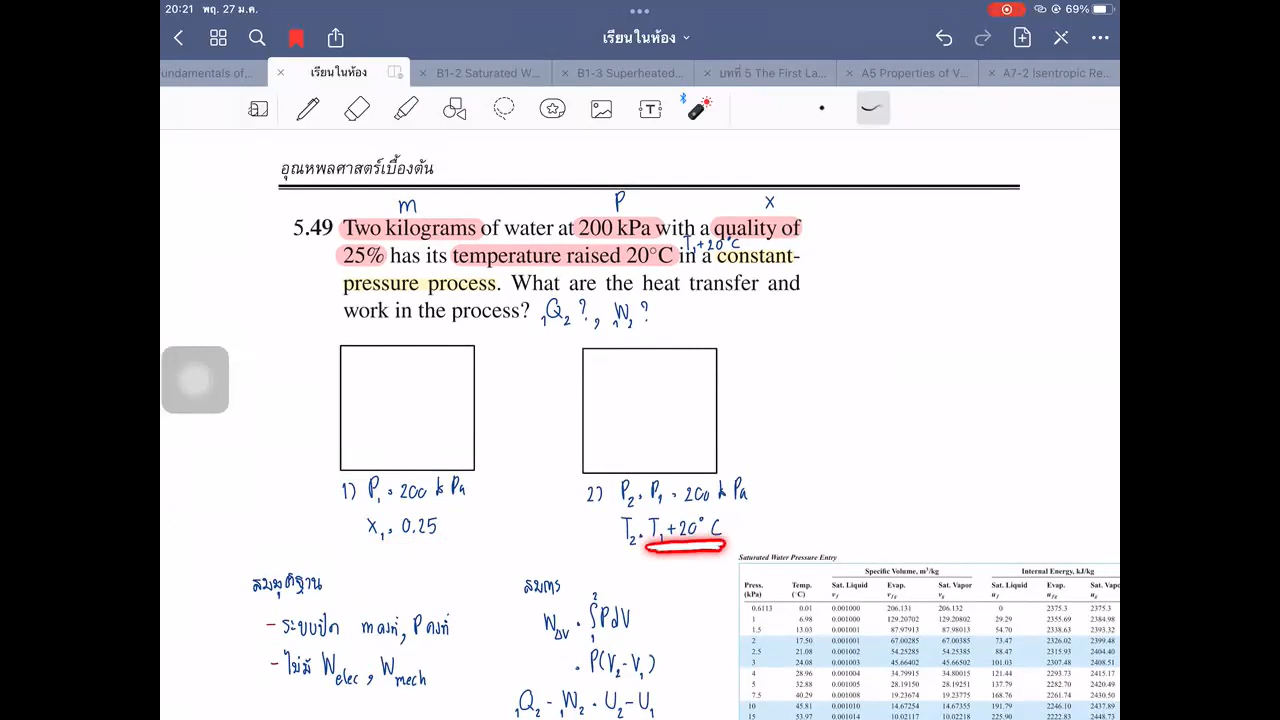 20:21 พฤ. 27 ม.ค.
69%
เรียนในห้อง
undamentals of...
เรียนในห้อง
B1-2 Saturated W...
B1-3 Superheated...
บทที่ 5 The First La...
A5 Properties of V...
A7-2 Isentropic Re...
อุณหพลศาสตร์เบื้องต้น
m P x
5.49 Two kilograms of water at 200 kPa with a quality of
T₁+20°C
25% has its temperature raised 20°C in a constant-
pressure process. What are the heat transfer and
work in the process? ₁Q₂ ?, ₁W₂ ?
1) P₁ = 200 kPa
x₁ = 0.25
2) P₂ = P₁ = 200 kPa
T₂ = T₁+20°C
สมมุติฐาน
- ระบบปิด m คงที่, P คงที่
- ไม่มี W elec, W mech
สมการ
W ΔV = ∫₁² PdV
= P(V₂-V₁)
₁Q₂ - ₁W₂ = U₂-U₁
Saturated Water Pressure Entry
Specific Volume, m³/kg Internal Energy, kJ/kg
Press. Temp. Sat. Liquid Evap. Sat. Vapor Sat. Liquid Evap. Sat. Vapo
(kPa) (°C) vf vfg vg uf ufg ug
0.6113 0.01 0.001000 206.131 206.132 0 2375.3 2375.3
1 6.98 0.001000 129.20702 129.20802 29.29 2355.69 2384.98
1.5 13.03 0.001001 87.97913 87.98013 54.70 2338.63 2393.32
2 17.50 0.001001 67.00285 67.00385 73.47 2326.02 2399.48
2.5 21.08 0.001002 54.25285 54.25385 88.47 2315.93 2404.40
3 24.08 0.001003 45.66402 45.66502 101.03 2307.48 2408.51
4 28.96 0.001004 34.79915 34.80015 121.44 2293.73 2415.17
5 32.88 0.001005 28.19150 28.19251 137.79 2282.70 2420.49
7.5 40.29 0.001008 19.23674 19.23775 168.76 2261.74 2430.50
10 45.81 0.001010 14.67254 14.67355 191.79 2246.10 2437.89
15 53.97 0.001014 10.02117 10.02218 225.90 2222.83 2448.73